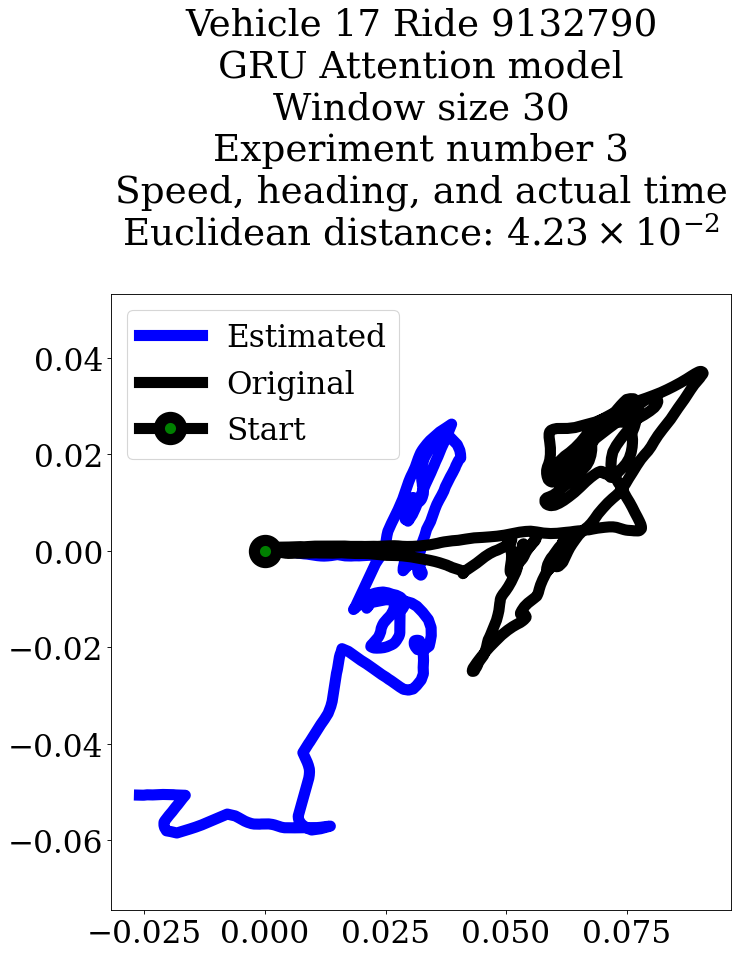 Vehicle 17 Ride 9132790
GRU Attention model
Window size 30
Experiment number 3
Speed, heading, and actual time
Euclidean distance: 4.23 × 10⁻²
Estimated
Original
Start
0.04
0.02
0.00
−0.02
−0.04
−0.06
−0.025 0.000 0.025 0.050 0.075